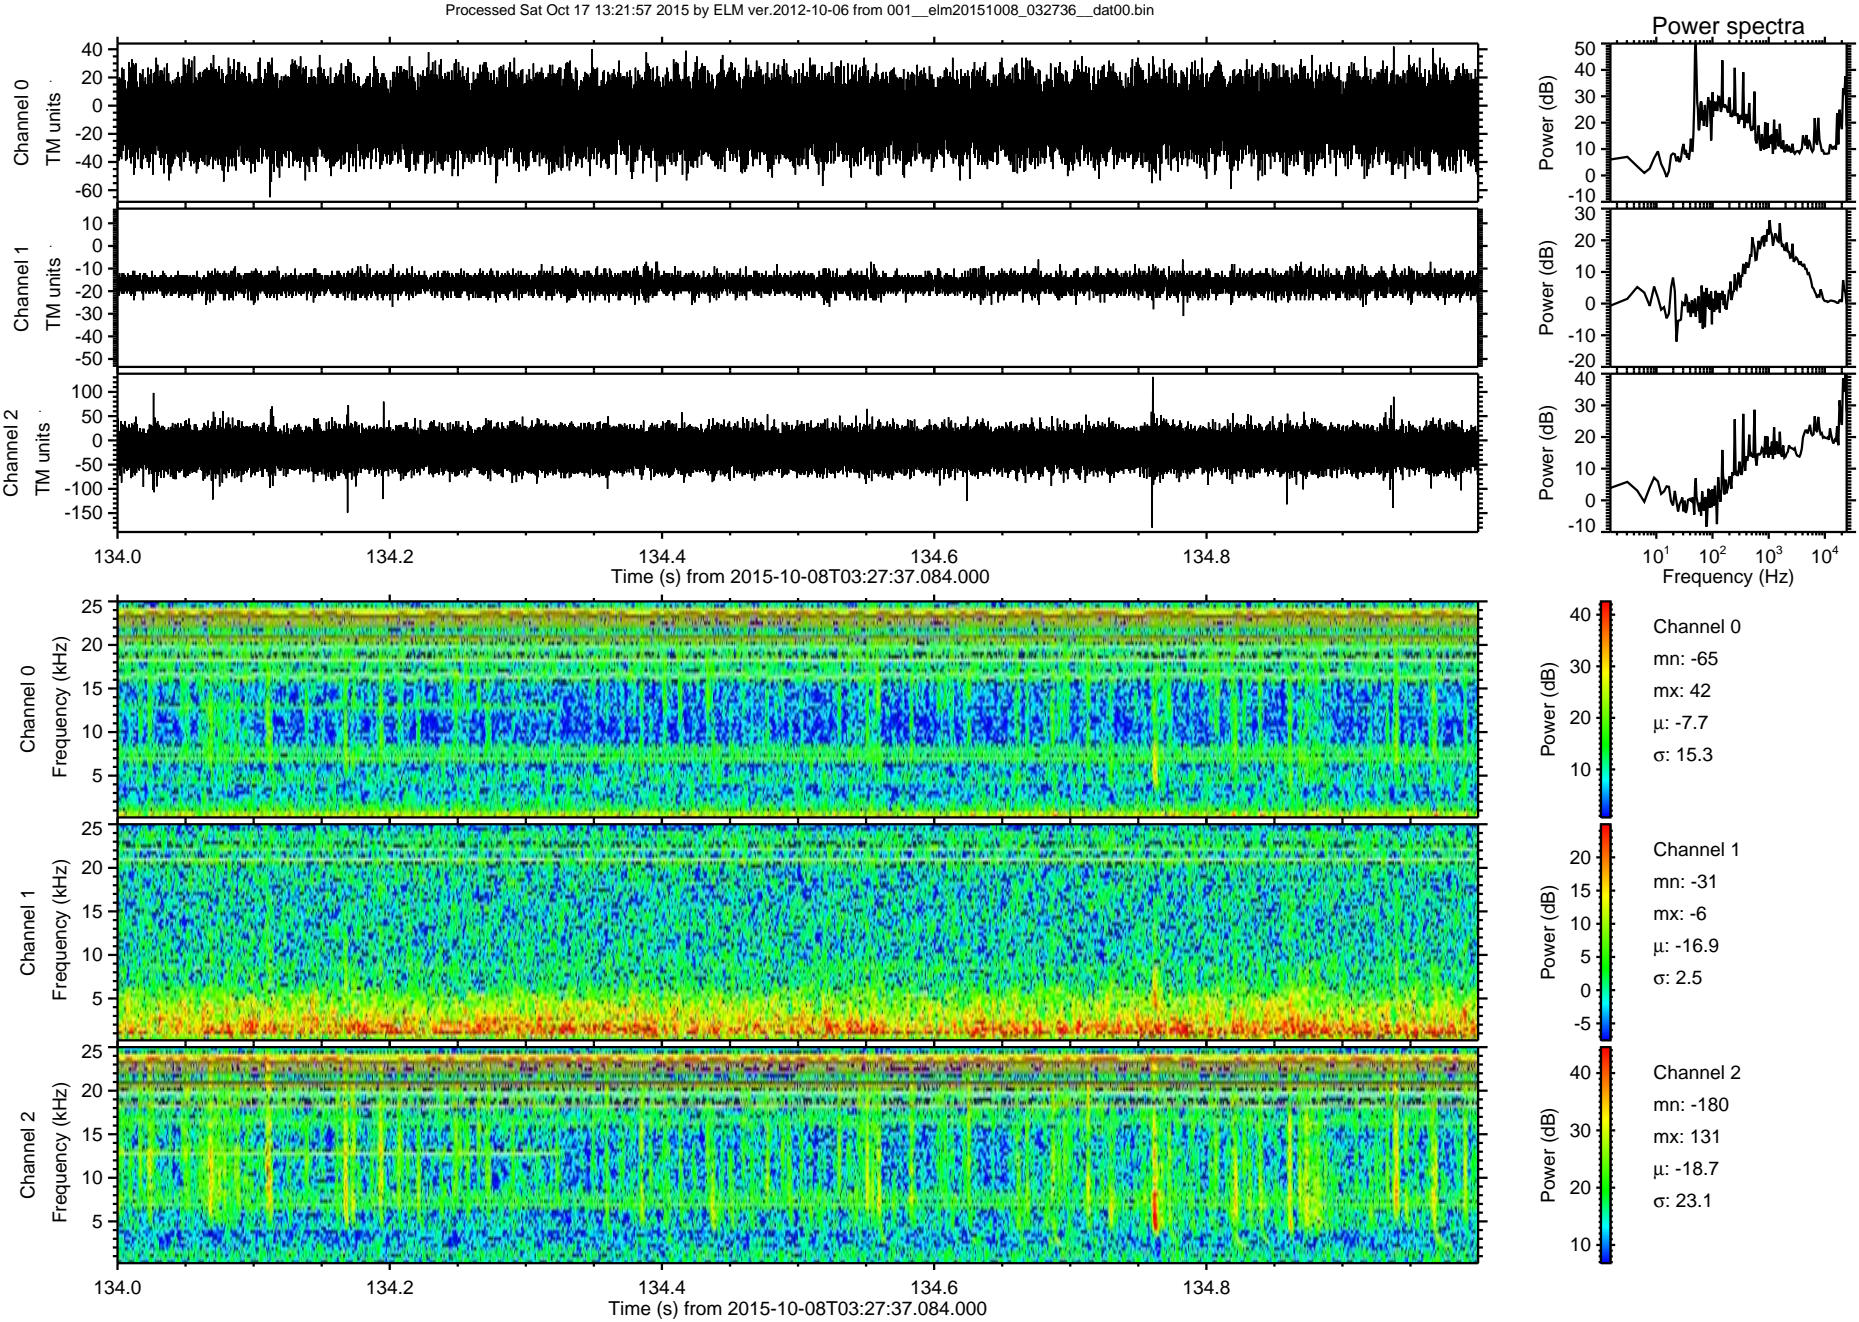 Processed Sat Oct 17 13:21:57 2015 by ELM ver.2012-10-06 from 001__elm20151008_032736__dat00.bin
Power spectra
Channel 0
TM units
40
20
0
-20
-40
-60
Power (dB)
50
40
30
20
10
0
-10
Channel 1
TM units
10
0
-10
-20
-30
-40
-50
Power (dB)
30
20
10
0
-10
-20
Channel 2
TM units
100
50
0
-50
-100
-150
Power (dB)
40
30
20
10
0
-10
134.0 134.2 134.4 134.6 134.8
Time (s) from 2015-10-08T03:27:37.084.000
10¹ 10² 10³ 10⁴
Frequency (Hz)
Channel 0
Frequency (kHz)
25
20
15
10
5
Power (dB)
40
30
20
10
Channel 0
mn: -65
mx: 42
µ: -7.7
σ: 15.3
Channel 1
Frequency (kHz)
25
20
15
10
5
Power (dB)
20
15
10
5
0
-5
Channel 1
mn: -31
mx: -6
µ: -16.9
σ: 2.5
Channel 2
Frequency (kHz)
25
20
15
10
5
Power (dB)
40
30
20
10
Channel 2
mn: -180
mx: 131
µ: -18.7
σ: 23.1
134.0 134.2 134.4 134.6 134.8
Time (s) from 2015-10-08T03:27:37.084.000